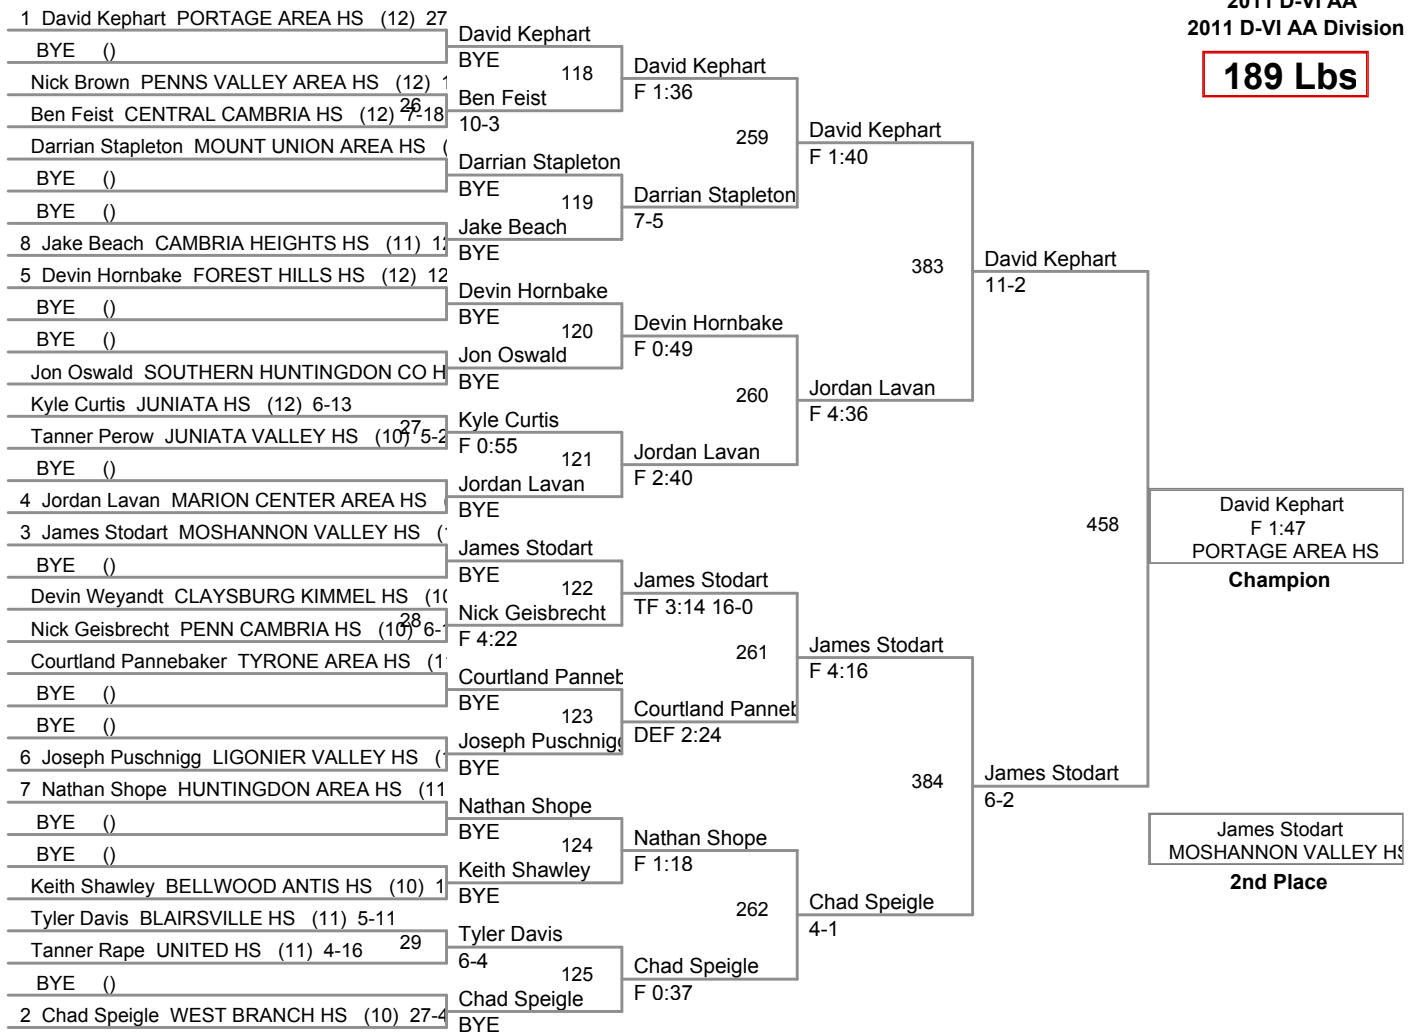 2011 D-VI AA
2011 D-VI AA Division
189 Lbs
1 David Kephart PORTAGE AREA HS (12) 27
BYE ()
Nick Brown PENNS VALLEY AREA HS (12) 1
Ben Feist CENTRAL CAMBRIA HS (12) 7-18
26
Darrian Stapleton MOUNT UNION AREA HS (
BYE ()
BYE ()
8 Jake Beach CAMBRIA HEIGHTS HS (11) 12
5 Devin Hornbake FOREST HILLS HS (12) 12
BYE ()
BYE ()
Jon Oswald SOUTHERN HUNTINGDON CO H
Kyle Curtis JUNIATA HS (12) 6-13
27
Tanner Perow JUNIATA VALLEY HS (10) 5-2
BYE ()
4 Jordan Lavan MARION CENTER AREA HS
3 James Stodart MOSHANNON VALLEY HS (1
BYE ()
Devin Weyandt CLAYSBURG KIMMEL HS (10
28
Nick Geisbrecht PENN CAMBRIA HS (10) 6-1
Courtland Pannebaker TYRONE AREA HS (11
BYE ()
BYE ()
6 Joseph Puschnigg LIGONIER VALLEY HS (1
7 Nathan Shope HUNTINGDON AREA HS (11
BYE ()
BYE ()
Keith Shawley BELLWOOD ANTIS HS (10) 1
Tyler Davis BLAIRSVILLE HS (11) 5-11
29
Tanner Rape UNITED HS (11) 4-16
BYE ()
2 Chad Speigle WEST BRANCH HS (10) 27-4
David Kephart
BYE
118
Ben Feist
10-3
Darrian Stapleton
BYE
119
Jake Beach
BYE
Devin Hornbake
BYE
120
Jon Oswald
BYE
Kyle Curtis
F 0:55
121
Jordan Lavan
BYE
James Stodart
BYE
122
Nick Geisbrecht
F 4:22
Courtland Panneb
BYE
123
Joseph Puschnigg
BYE
Nathan Shope
BYE
124
Keith Shawley
BYE
Tyler Davis
6-4
125
Chad Speigle
BYE
David Kephart
F 1:36
259
Darrian Stapleton
7-5
Devin Hornbake
F 0:49
260
Jordan Lavan
F 2:40
James Stodart
TF 3:14 16-0
261
Courtland Panneb
DEF 2:24
Nathan Shope
F 1:18
262
Chad Speigle
F 0:37
David Kephart
F 1:40
383
Jordan Lavan
F 4:36
James Stodart
F 4:16
384
Chad Speigle
4-1
David Kephart
11-2
458
James Stodart
6-2
David Kephart
F 1:47
PORTAGE AREA HS
Champion
James Stodart
MOSHANNON VALLEY HS
2nd Place